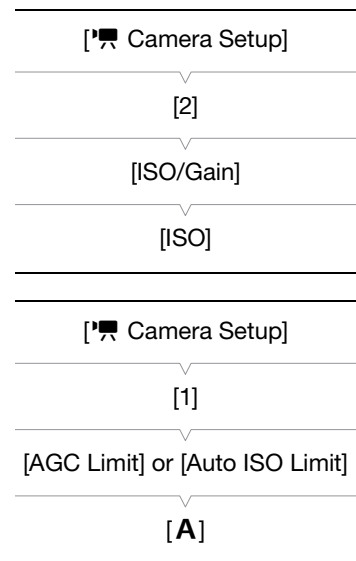 [ Camera Setup]
[2]
[ISO/Gain]
[ISO]
[ Camera Setup]
[1]
[AGC Limit] or [Auto ISO Limit]
[A]